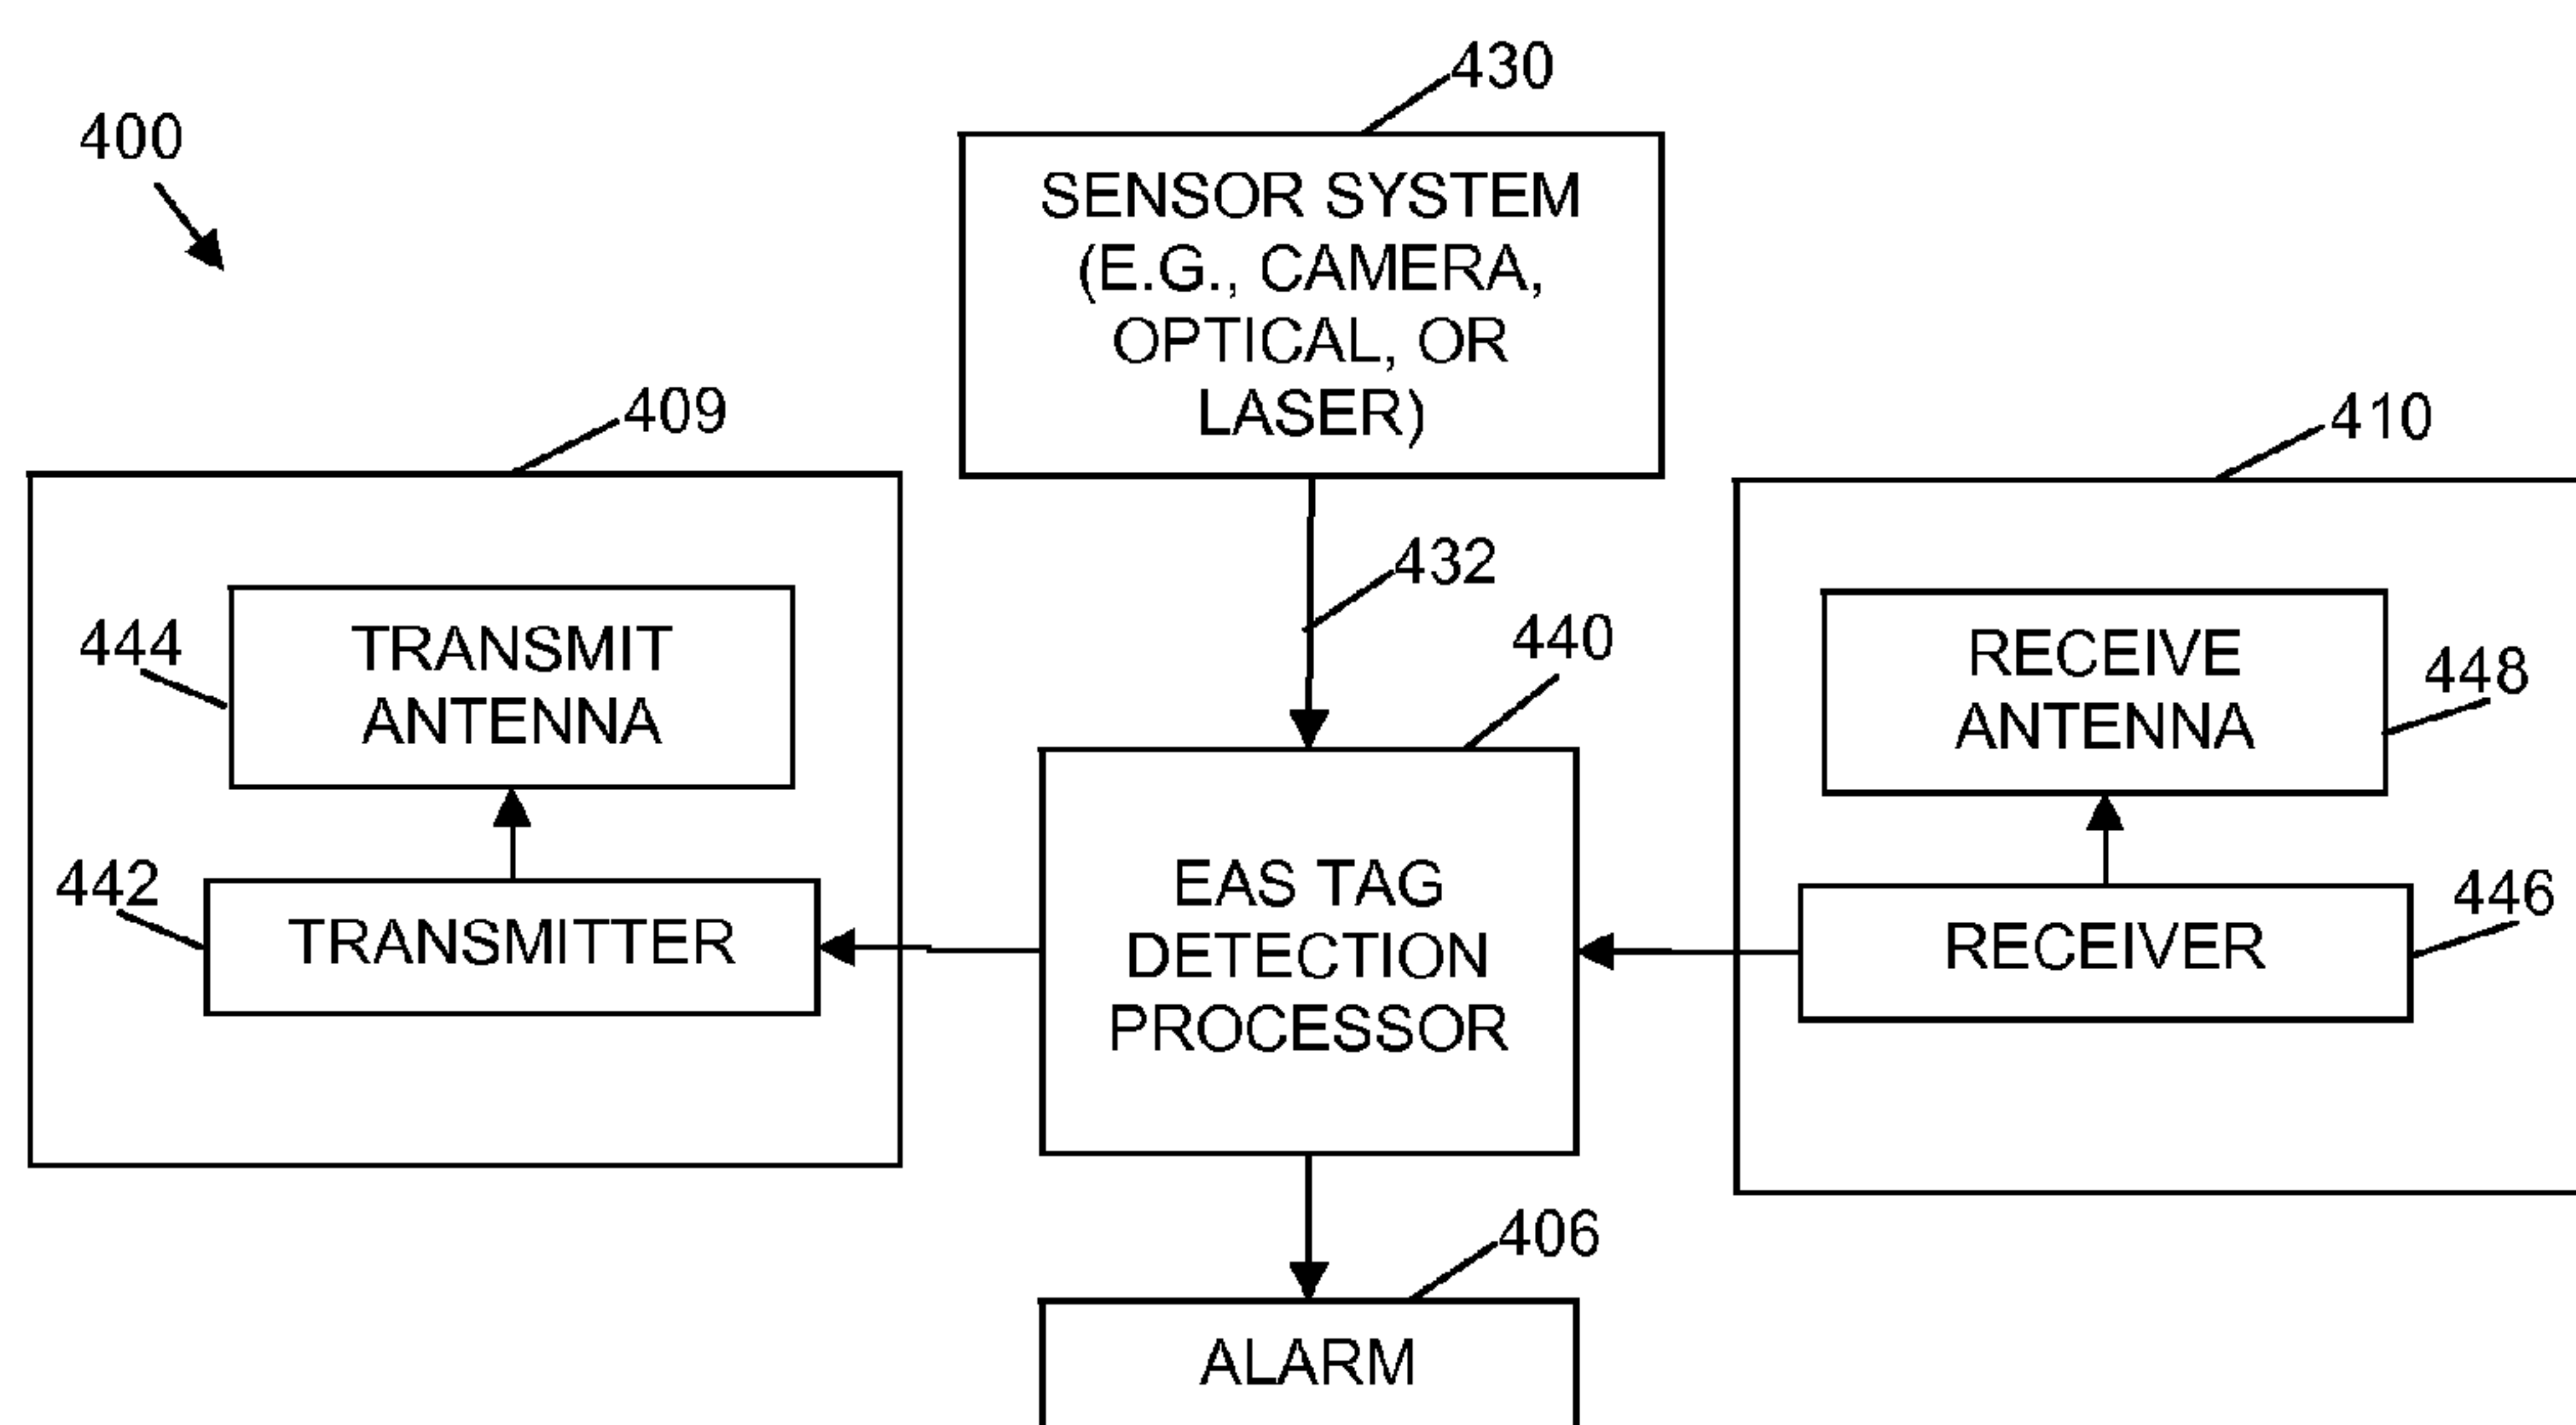 430
400
SENSOR SYSTEM
(E.G., CAMERA,
OPTICAL, OR
LASER)
409
410
432
440
444
TRANSMIT
ANTENNA
RECEIVE
ANTENNA
448
442
TRANSMITTER
EAS TAG
DETECTION
PROCESSOR
RECEIVER
446
406
ALARM